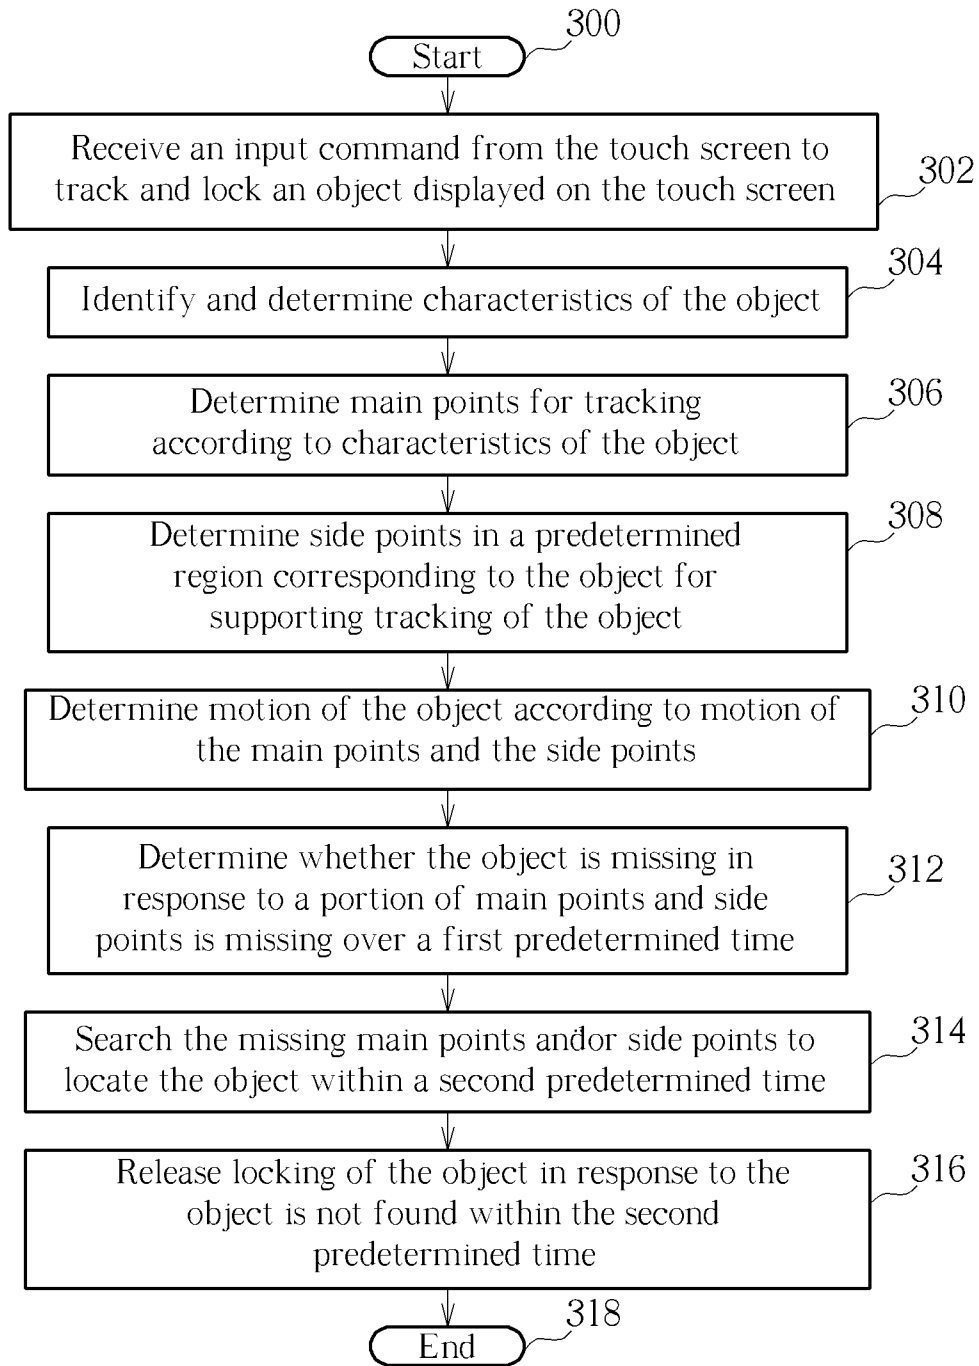 300
Start
Receive an input command from the touch screen to
track and lock an object displayed on the touch screen
302
304
Identify and determine characteristics of the object
306
Determine main points for tracking
according to characteristics of the object
308
Determine side points in a predetermined
region corresponding to the object for
supporting tracking of the object
310
Determine motion of the object according to motion of
the main points and the side points
312
Determine whether the object is missing in
response to a portion of main points and side
points is missing over a first predetermined time
314
Search the missing main points and/or side points to
locate the object within a second predetermined time
316
Release locking of the object in response to the
object is not found within the second
predetermined time
318
End